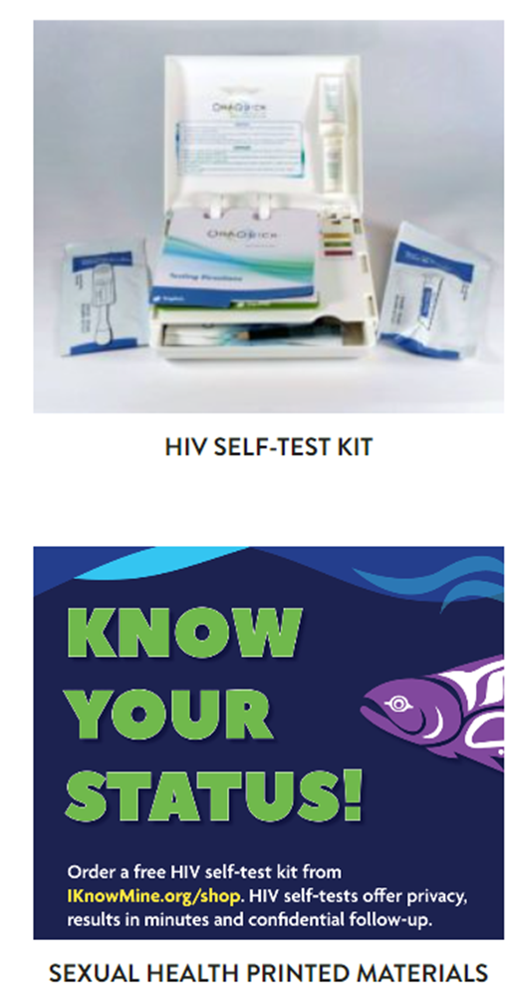 ORAQUICK
ORAQUICK
Testing Directions
English
HIV SELF-TEST KIT
KNOW
YOUR
STATUS!
Order a free HIV self-test kit from
IKnowMine.org/shop. HIV self-tests offer privacy,
results in minutes and confidential follow-up.
SEXUAL HEALTH PRINTED MATERIALS